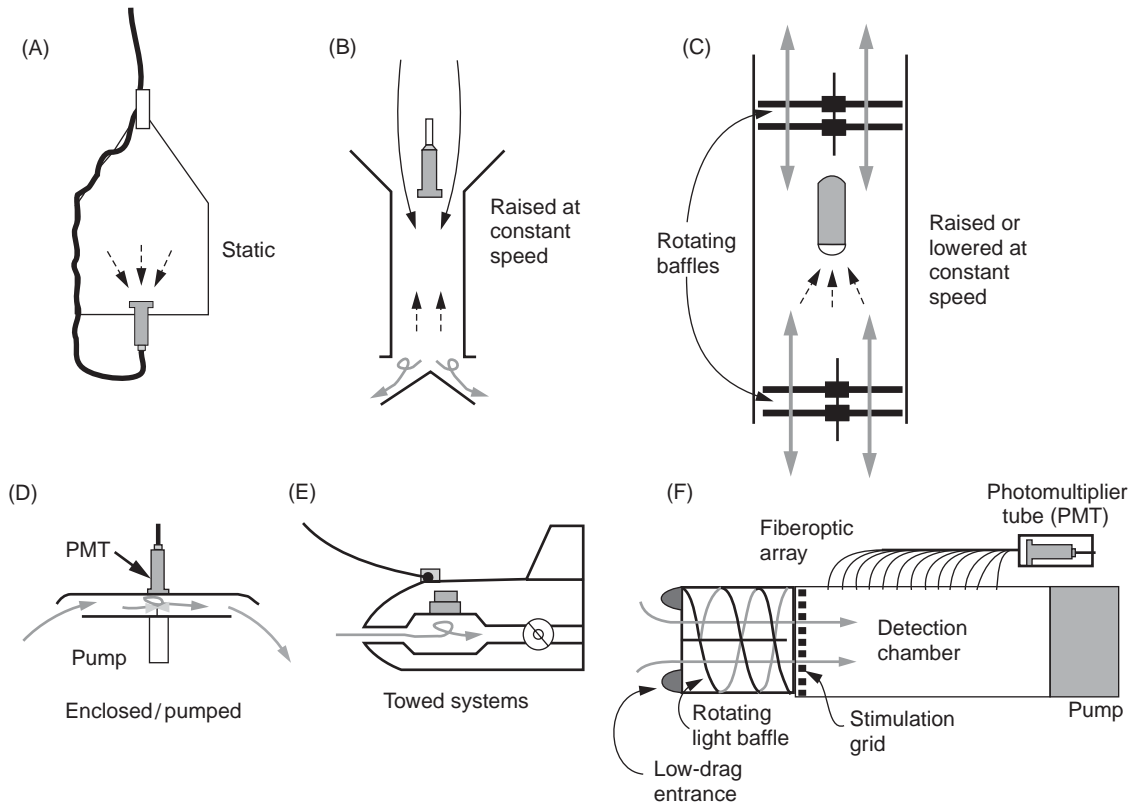 (A)
Static
(B)
Raised at
constant
speed
(C)
Rotating
baffles
Raised or
lowered at
constant
speed
(D)
PMT
Pump
Enclosed/pumped
(E)
Towed systems
(F)
Photomultiplier
tube (PMT)
Fiberoptic
array
Detection
chamber
Rotating
light baffle
Low-drag
entrance
Stimulation
grid
Pump